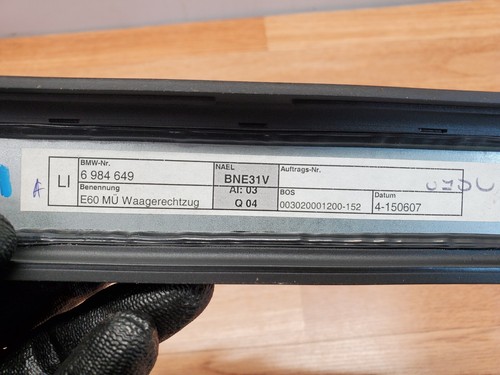 LI
BMW-Nr.
6 984 649
Benennung
E60 MÜ Waagerechtzug
NAEL
BNE31V
AI: 03
Q 04
Auftrags-Nr.
BOS
003020001200-152
Datum
4-150607
A